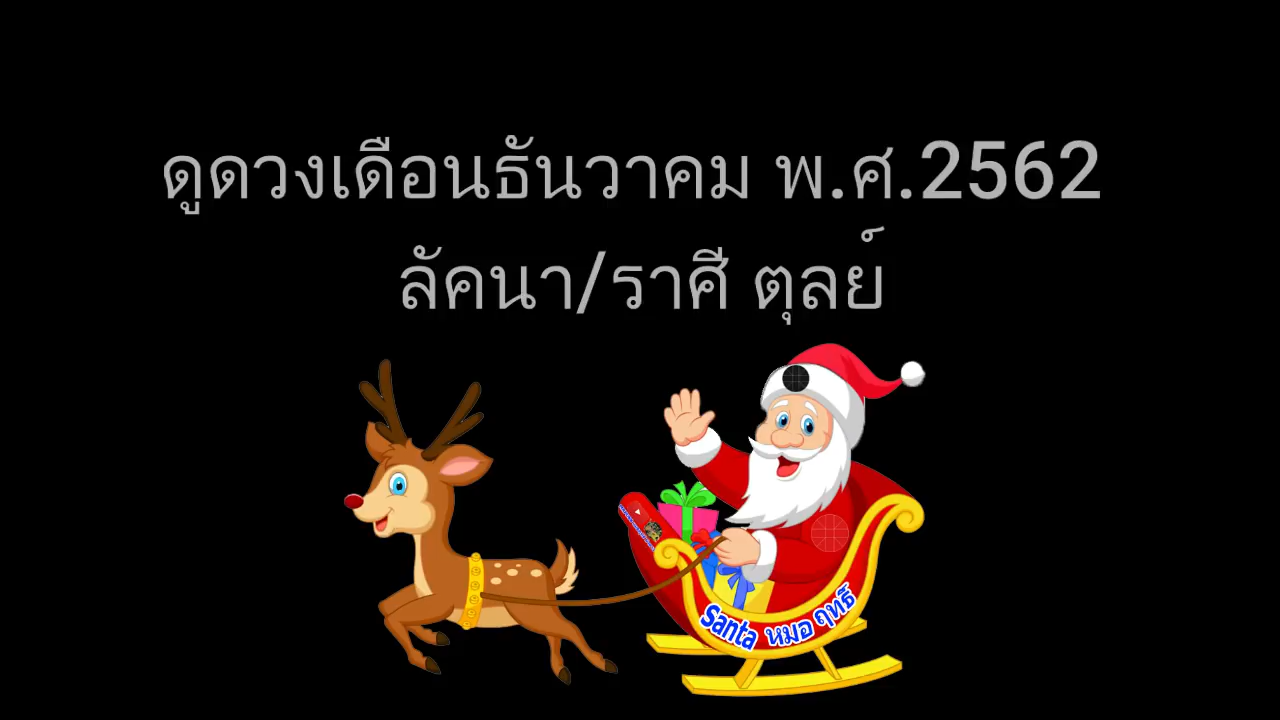 ดูดวงเดือนธันวาคม พ.ศ.2562
ลัคนา/ราศี ตุลย์
Santa หมอ ฤทธิ์